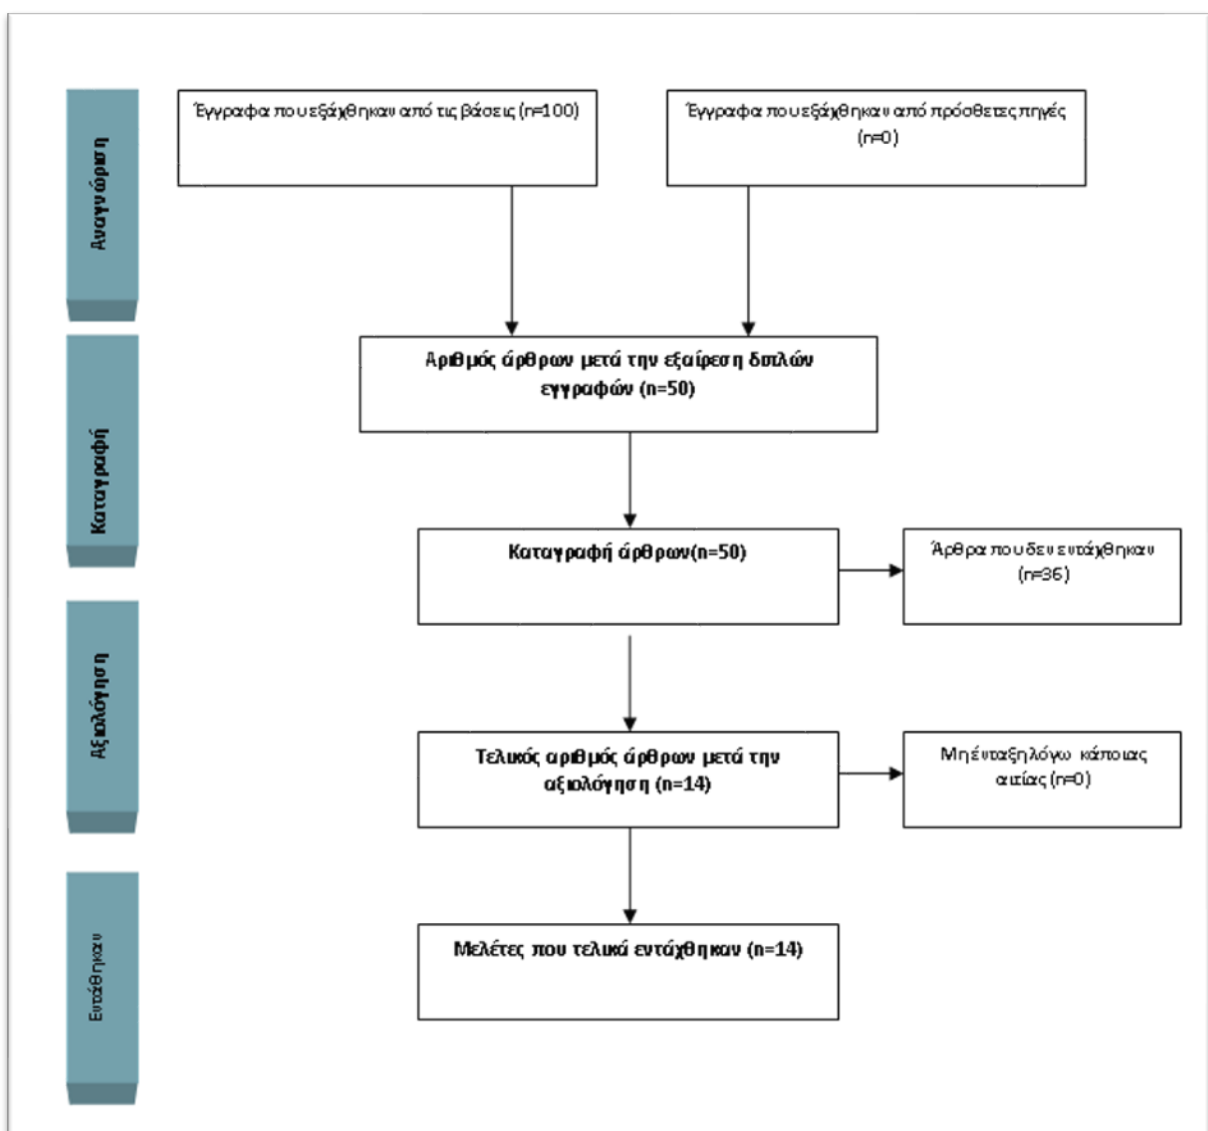 Αναγνώριση
Έγγραφα που εξάχθηκαν από τις βάσεις (n=100)
Έγγραφα που εξάχθηκαν από πρόσθετες πηγές
(n=0)
Καταγραφή
Αριθμός άρθρων μετά την εξαίρεση διπλών
εγγραφών (n=50)
Καταγραφή άρθρων(n=50)
Άρθρα που δεν εντάχθηκαν
(n=36)
Αξιολόγηση
Τελικός αριθμός άρθρων μετά την
αξιολόγηση (n=14)
Μη ένταξη λόγω κάποιας
αιτίας (n=0)
Εντάθηκαν
Μελέτες που τελικά εντάχθηκαν (n=14)